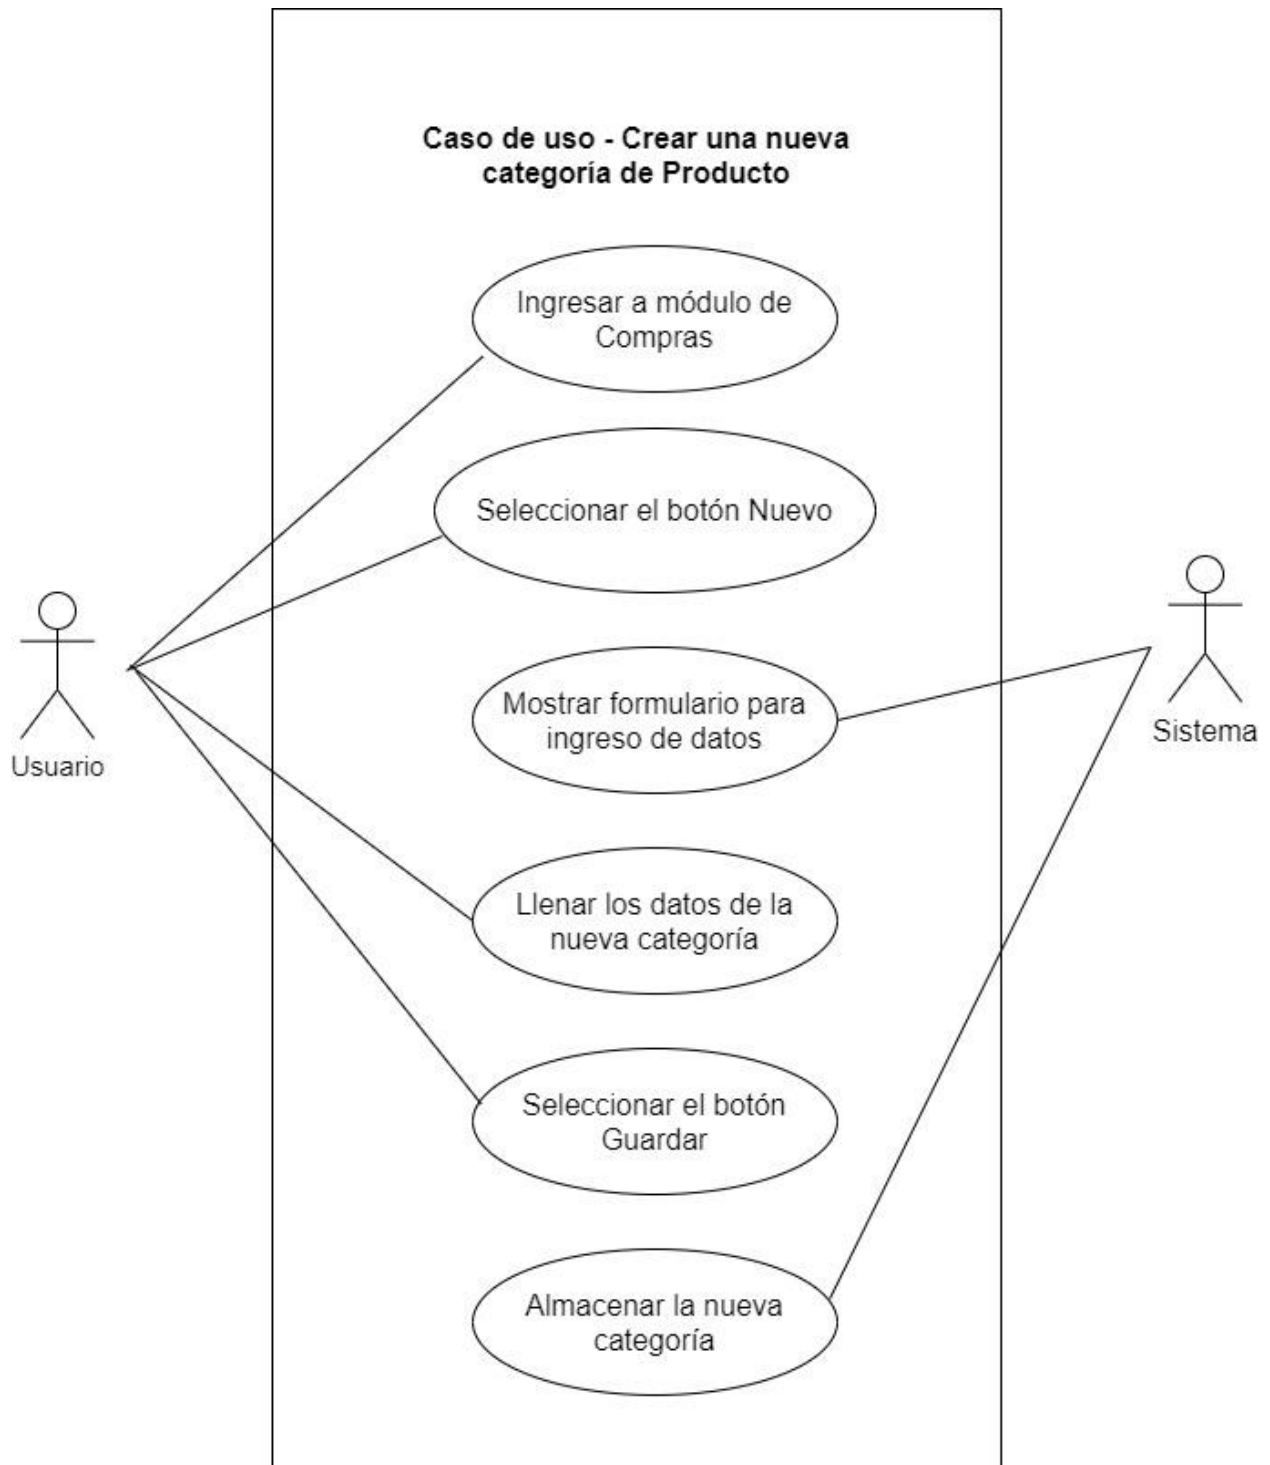 Caso de uso - Crear una nueva
categoría de Producto
Ingresar a módulo de
Compras
Seleccionar el botón Nuevo
Mostrar formulario para
ingreso de datos
Sistema
Usuario
Llenar los datos de la
nueva categoría
Seleccionar el botón
Guardar
Almacenar la nueva
categoría